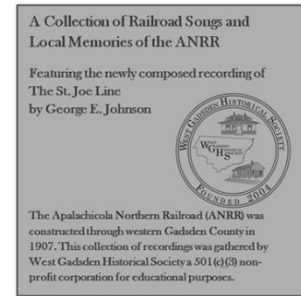 A Collection of Railroad Songs and
Local Memories of the ANRR
Featuring the newly composed recording of
The St. Joe Line
by George E. Johnson
WEST GADSDEN HISTORICAL SOCIETY
WGHS
FOUNDED 2004
The Apalachicola Northern Railroad (ANRR) was
constructed through western Gadsden County in
1907. This collection of recordings was gathered by
West Gadsden Historical Society a 501 (c)(3) non-
profit corporation for educational purposes.